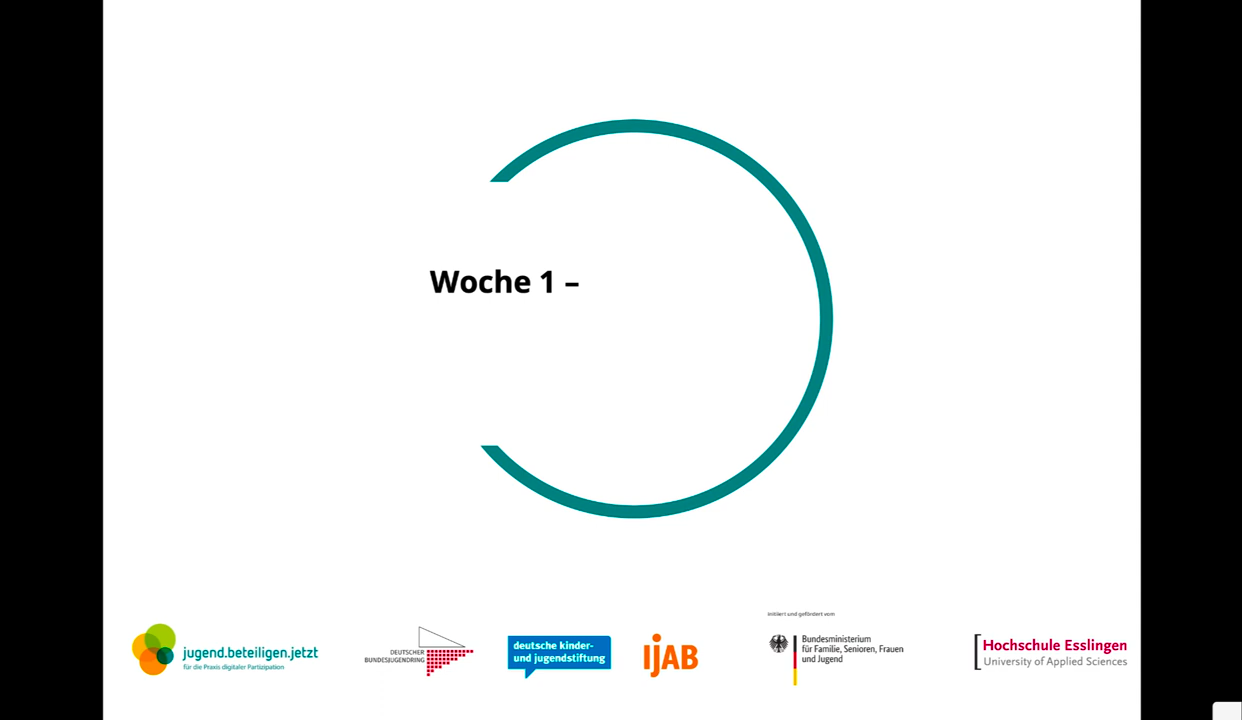 Woche 1 –
initiiert und gefördert vom
jugend.beteiligen.jetzt
für die Praxis digitaler Partizipation
DEUTSCHER
BUNDESJUGENDRING
deutsche kinder-
und jugendstiftung
IJAB
Bundesministerium
für Familie, Senioren, Frauen
und Jugend
Hochschule Esslingen
University of Applied Sciences